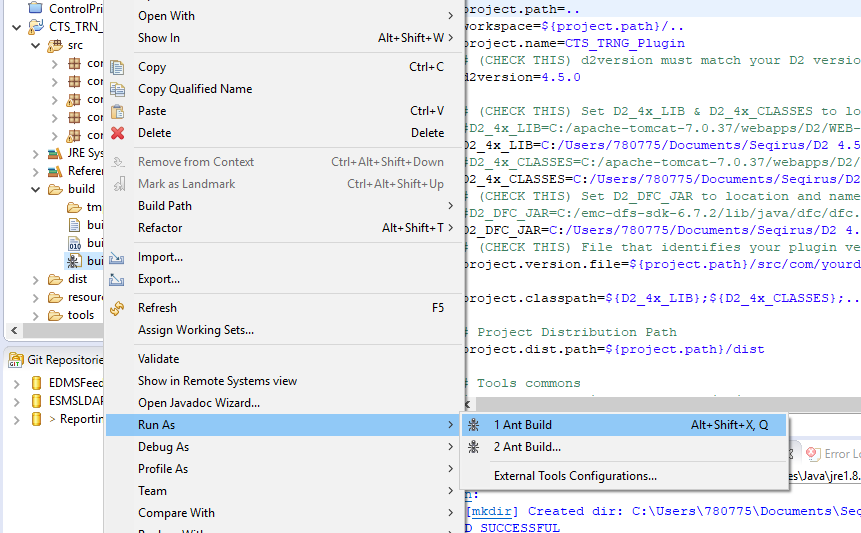 ControlPri
CTS_TRN_
src
con
con
con
con
con
JRE Sys
Referen
build
tm
bui
bui
bui
dist
resour
tools
Git Repositorie
EDMSFeed
ESMSLDAP
> Reportin
Open With
Show In Alt+Shift+W
Copy Ctrl+C
Copy Qualified Name
Paste Ctrl+V
Delete Delete
Remove from Context Ctrl+Alt+Shift+Down
Mark as Landmark Ctrl+Alt+Shift+Up
Build Path
Refactor Alt+Shift+T
Import...
Export...
Refresh F5
Assign Working Sets...
Validate
Show in Remote Systems view
Open Javadoc Wizard...
Run As
Debug As
Profile As
Team
Compare With
1 Ant Build Alt+Shift+X, Q
2 Ant Build...
External Tools Configurations...
project.path=..
workspace=${project.path}/..
project.name=CTS_TRNG_Plugin
# (CHECK THIS) d2version must match your D2 versio
d2version=4.5.0
# (CHECK THIS) Set D2_4x_LIB & D2_4x_CLASSES to lo
#D2_4x_LIB=C:/apache-tomcat-7.0.37/webapps/D2/WEB-
D2_4x_LIB=C:/Users/780775/Documents/Seqirus/D2 4.5
#D2_4x_CLASSES=C:/apache-tomcat-7.0.37/webapps/D2/
D2_4x_CLASSES=C:/Users/780775/Documents/Seqirus/D2
# (CHECK THIS) Set D2_DFC_JAR to location and name
#D2_DFC_JAR=C:/emc-dfs-sdk-6.7.2/lib/java/dfc/dfc.
D2_DFC_JAR=C:/Users/780775/Documents/Seqirus/D2 4.
# (CHECK THIS) File that identifies your plugin ve
project.version.file=${project.path}/src/com/yourd
project.classpath=${D2_4x_LIB};${D2_4x_CLASSES};..
# Project Distribution Path
project.dist.path=${project.path}/dist
# Tools commons
Error Lo
es\Java\jre1.8.
n:
[mkdir] Created dir: C:\Users\780775\Documents\Seq
D SUCCESSFUL